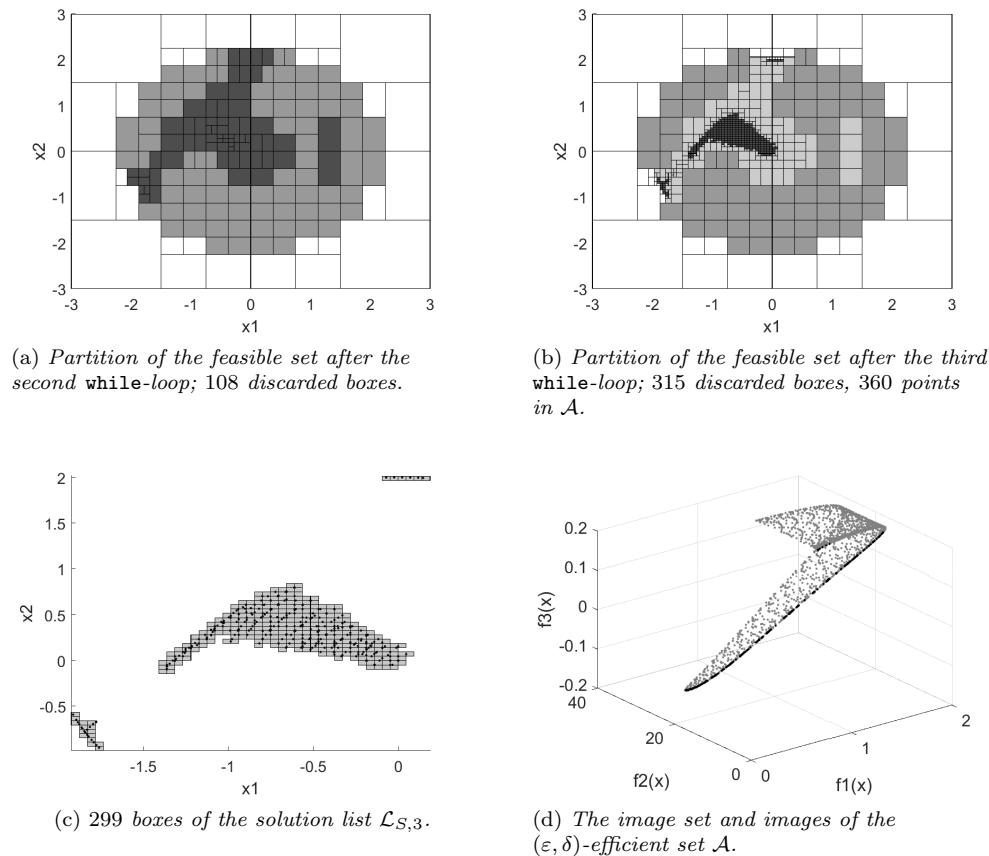 3
2
1
0
-1
-2
-3
x2
-3 -2 -1 0 1 2 3
x1
(a) Partition of the feasible set after the
second while-loop; 108 discarded boxes.
3
2
1
0
-1
-2
-3
x2
-3 -2 -1 0 1 2 3
x1
(b) Partition of the feasible set after the third
while-loop; 315 discarded boxes, 360 points
in A.
2
1.5
1
0.5
0
-0.5
x2
-1.5 -1 -0.5 0
x1
(c) 299 boxes of the solution list L_{S,3}.
0.2
0.1
0
-0.1
-0.2
f3(x)
40
20
0
f2(x)
0
1
2
f1(x)
(d) The image set and images of the
(ε, δ)-efficient set A.